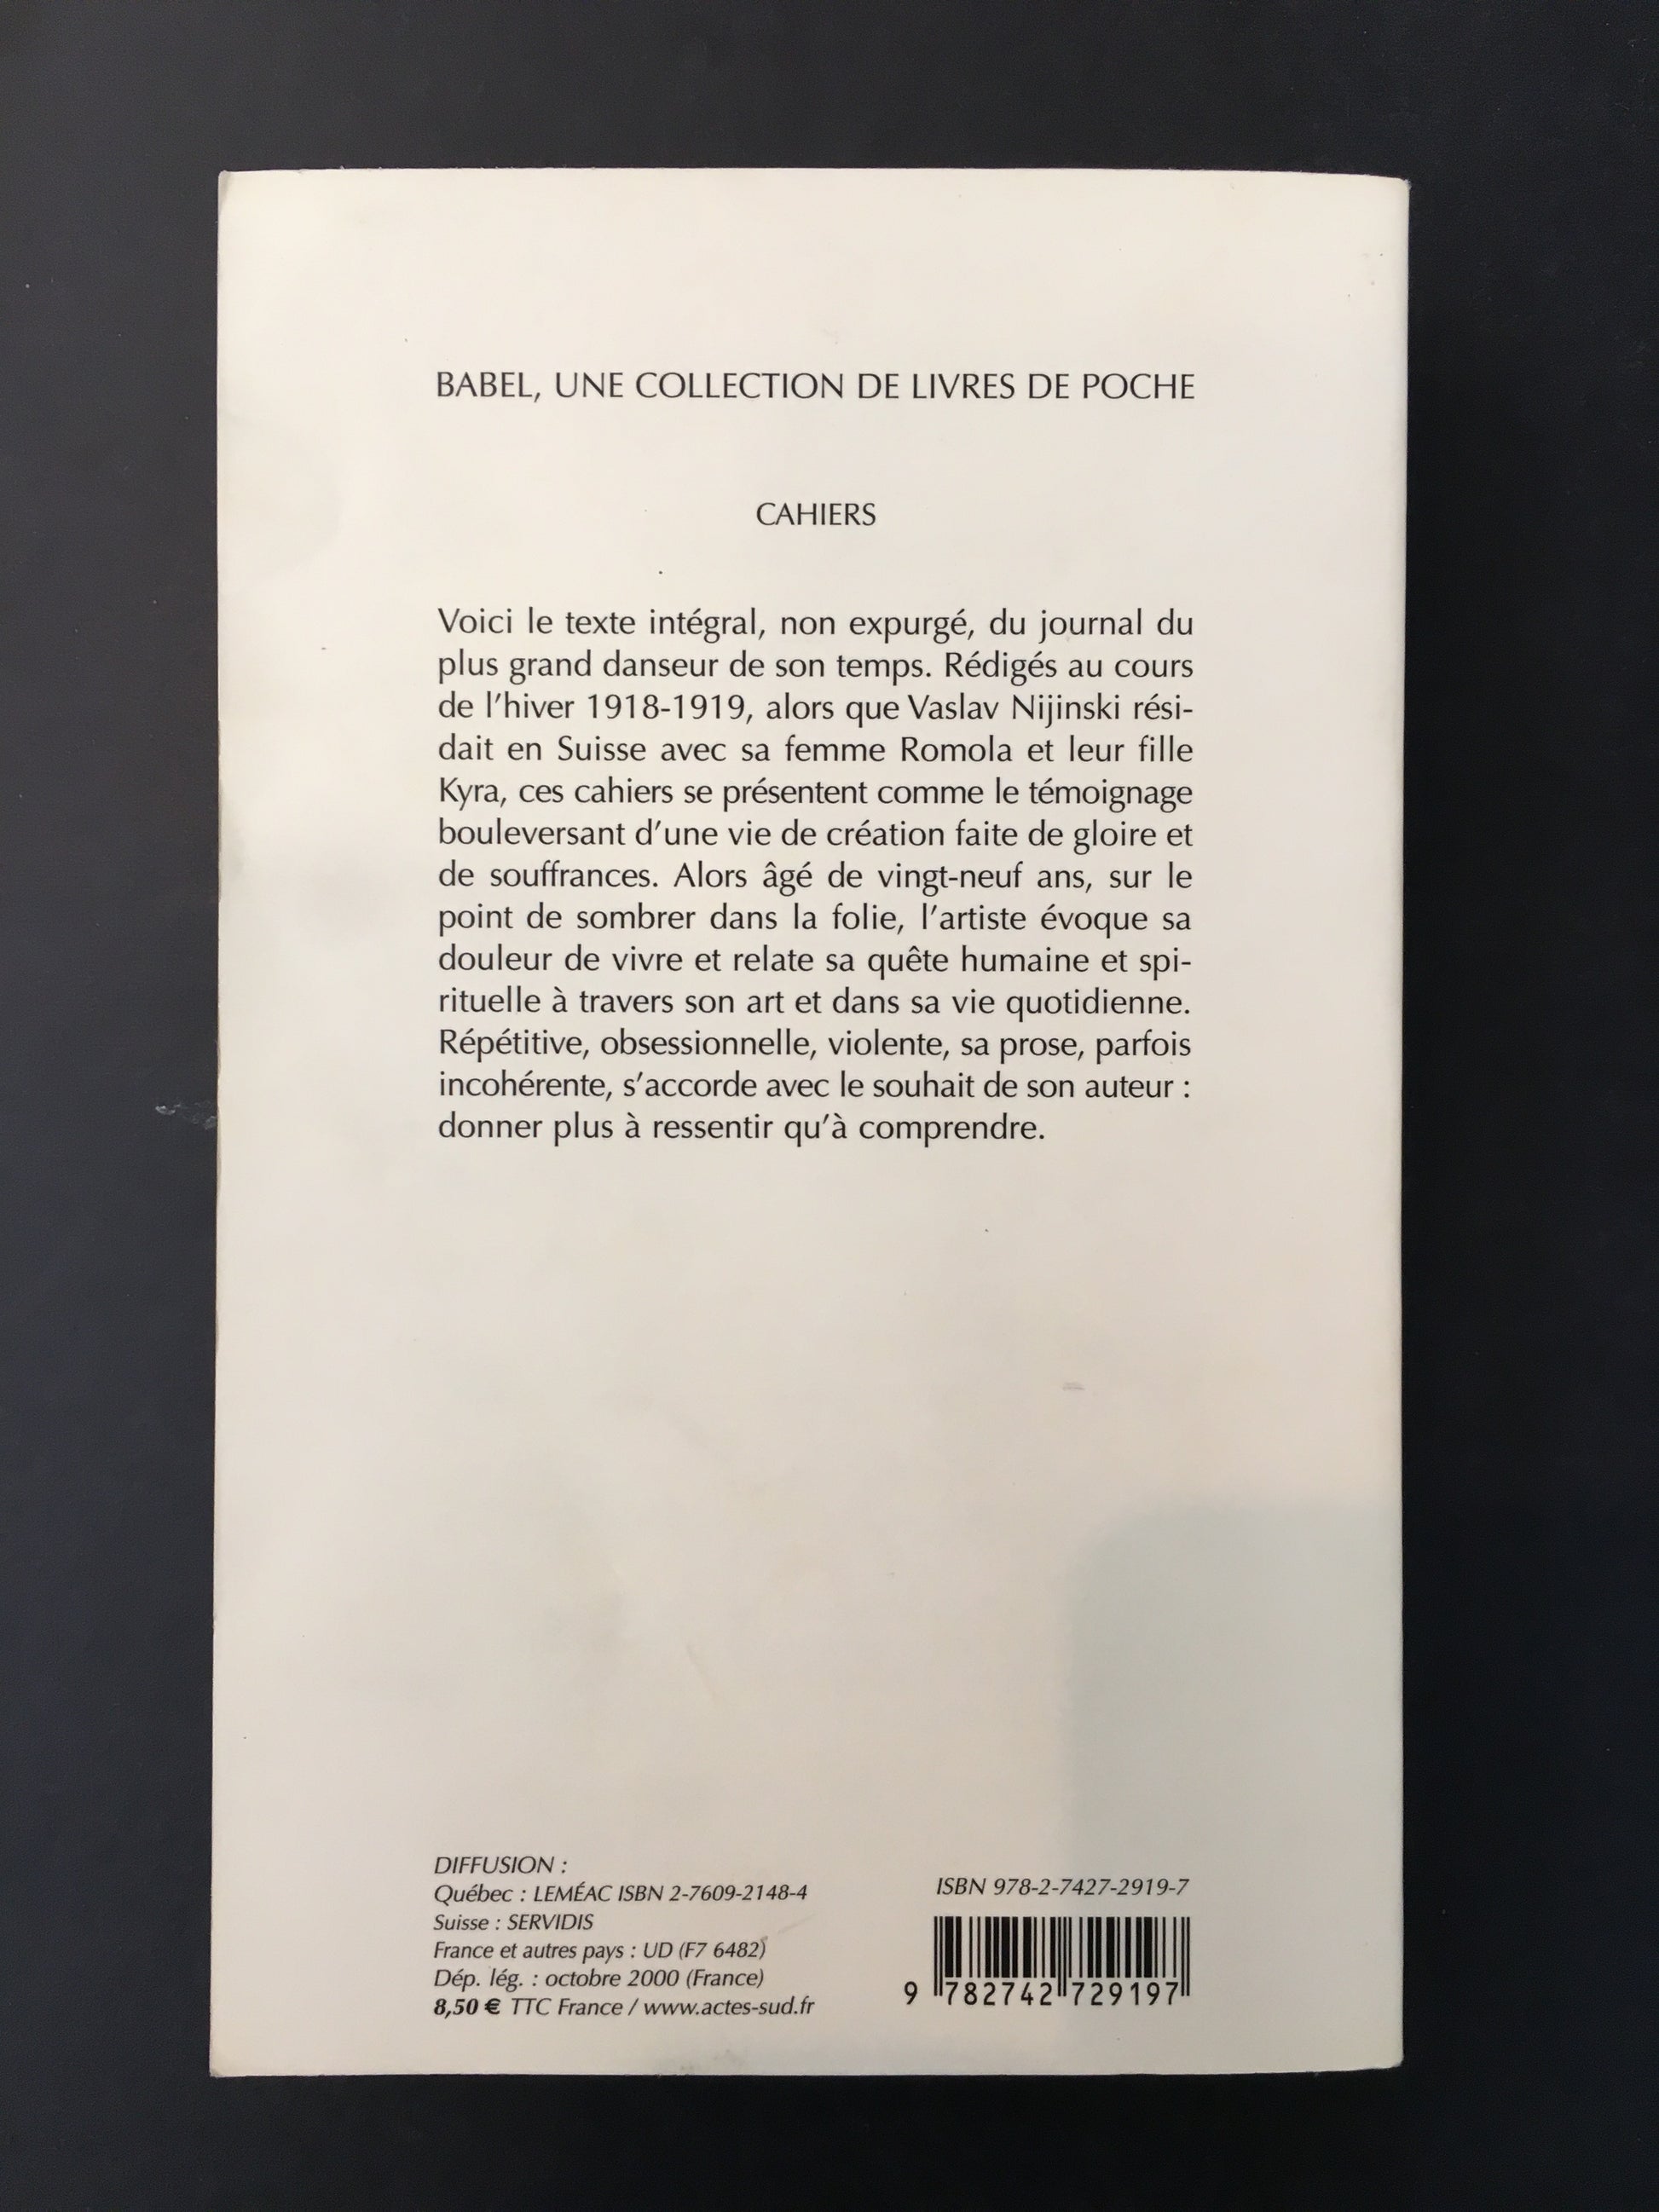 BABEL, UNE COLLECTION DE LIVRES DE POCHE
CAHIERS
Voici le texte intégral, non expurgé, du journal du
plus grand danseur de son temps. Rédigés au cours
de l'hiver 1918-1919, alors que Vaslav Nijinski rési-
dait en Suisse avec sa femme Romola et leur fille
Kyra, ces cahiers se présentent comme le témoignage
bouleversant d'une vie de création faite de gloire et
de souffrances. Alors âgé de vingt-neuf ans, sur le
point de sombrer dans la folie, l'artiste évoque sa
douleur de vivre et relate sa quête humaine et spi-
rituelle à travers son art et dans sa vie quotidienne.
Répétitive, obsessionnelle, violente, sa prose, parfois
incohérente, s'accorde avec le souhait de son auteur :
donner plus à ressentir qu'à comprendre.
DIFFUSION :
Québec : LEMÉAC ISBN 2-7609-2148-4
Suisse : SERVIDIS
France et autres pays : UD (F7 6482)
Dép. lég. : octobre 2000 (France)
8,50 € TTC France / www.actes-sud.fr
ISBN 978-2-7427-2919-7
9 782742 729197